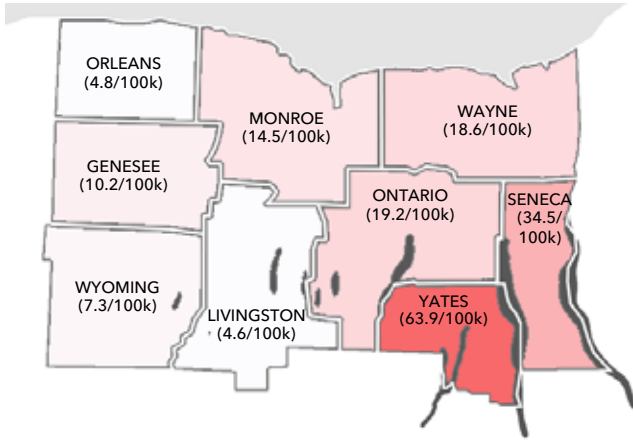 ORLEANS
(4.8/100k)
MONROE
(14.5/100k)
WAYNE
(18.6/100k)
GENESEE
(10.2/100k)
ONTARIO
(19.2/100k)
SENECA
(34.5/
100k)
WYOMING
(7.3/100k)
LIVINGSTON
(4.6/100k)
YATES
(63.9/100k)